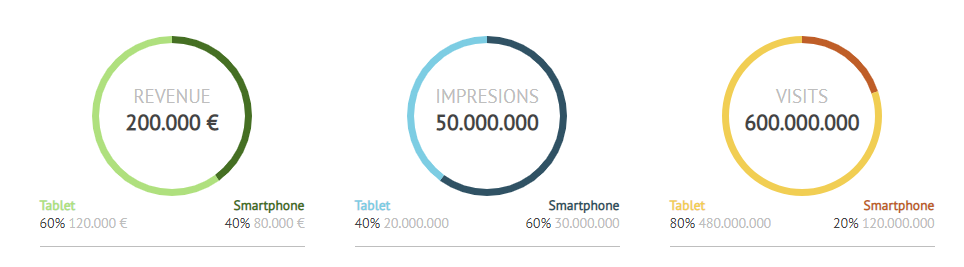 REVENUE
200.000 €
Tablet Smartphone
60% 120.000 € 40% 80.000 €
IMPRESIONS
50.000.000
Tablet Smartphone
40% 20.000.000 60% 30.000.000
VISITS
600.000.000
Tablet Smartphone
80% 480.000.000 20% 120.000.000